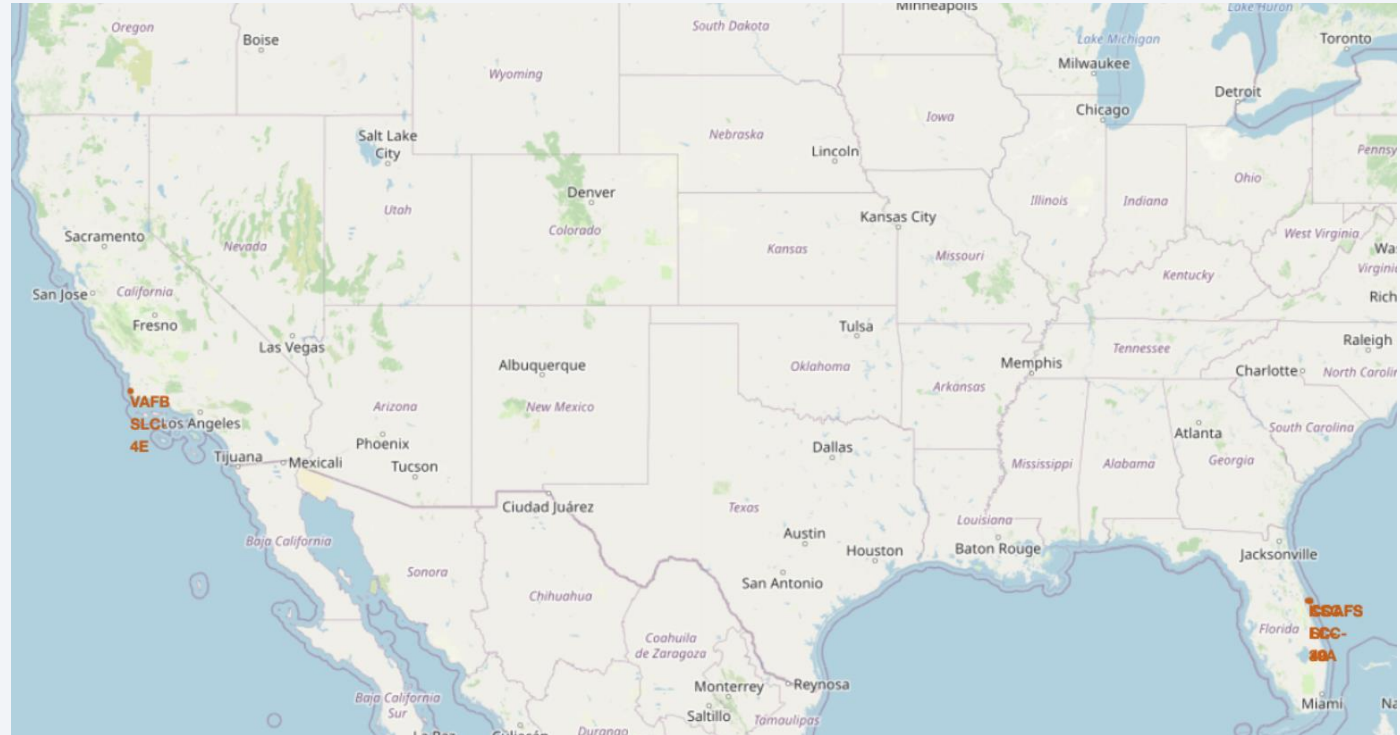 Minneapolis
Lake Huron
Oregon
South Dakota
Boise
Lake Michigan
Toronto
Milwaukee
Wyoming
Detroit
Chicago
Iowa
Nebraska
Salt Lake
City
Lincoln
Pennsy
Ohio
Denver
Illinois
Indiana
Utah
Kansas City
Colorado
West Virginia
Sacramento
Nevada
Kansas
Missouri
Was
Kentucky
Virginia
San Jose
California
Rich
Fresno
Tulsa
Las Vegas
Raleigh
Tennessee
Albuquerque
Oklahoma
Memphis
Charlotte
North Carolin
Arkansas
VAFB
SLC-
4E
Arizona
New Mexico
Los Angeles
Phoenix
South Carolina
Atlanta
Dallas
Tijuana
Mexicali
Tucson
Mississippi
Alabama
Georgia
Ciudad Juárez
Texas
Louisiana
Austin
Baja California
Houston
Baton Rouge
Jacksonville
Sonora
San Antonio
Chihuahua
Florida
Coahuila
de Zaragoza
Monterrey
Reynosa
Baja California
Sur
Miami
Na
Saltillo
Tamaulipas
Durango
Culiacán
La Paz